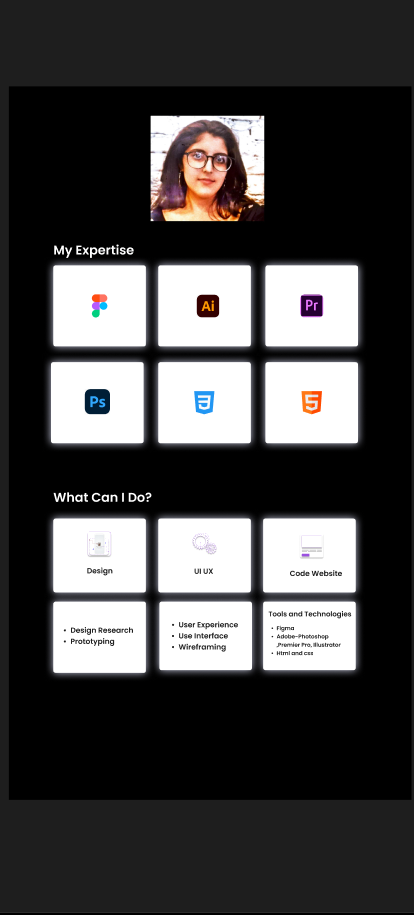 My Expertise
Ai
Pr
Ps
3
5
What Can I Do?
Design
UI UX
Code Website
• Design Research
• Prototyping
• User Experience
• Use Interface
• Wireframing
Tools and Technologies
• Figma
• Adobe-Photoshop
,Premier Pro, Illustrator
• Html and css